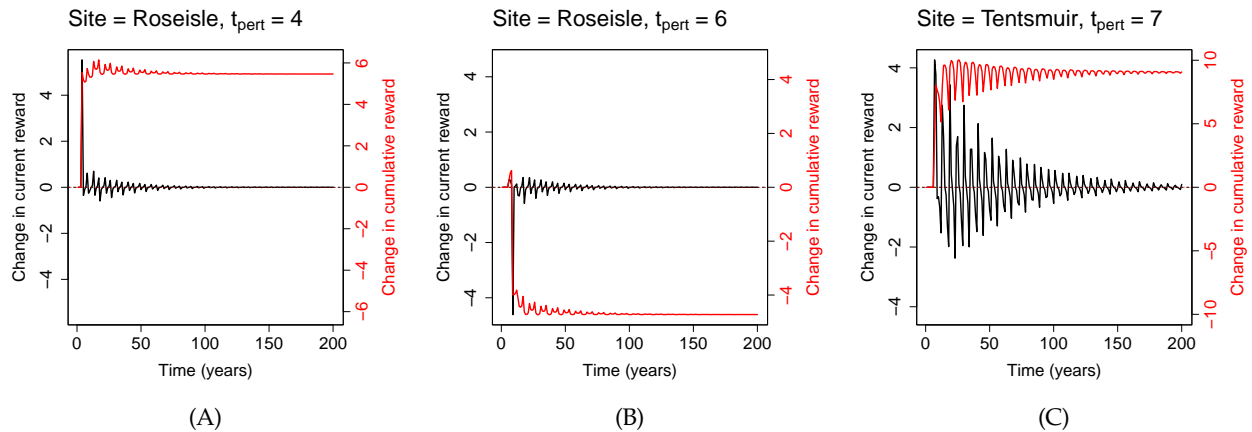 Site = Roseisle, tpert = 4
Change in current reward
4
2
0
−2
−4
6
4
2
0
−2
−4
−6
Change in cumulative reward
0 50 100 150 200
Time (years)
(A)
Site = Roseisle, tpert = 6
Change in current reward
4
2
0
−2
−4
4
2
0
−2
−4
Change in cumulative reward
0 50 100 150 200
Time (years)
(B)
Site = Tentsmuir, tpert = 7
Change in current reward
4
2
0
−2
−4
10
5
0
−5
−10
Change in cumulative reward
0 50 100 150 200
Time (years)
(C)